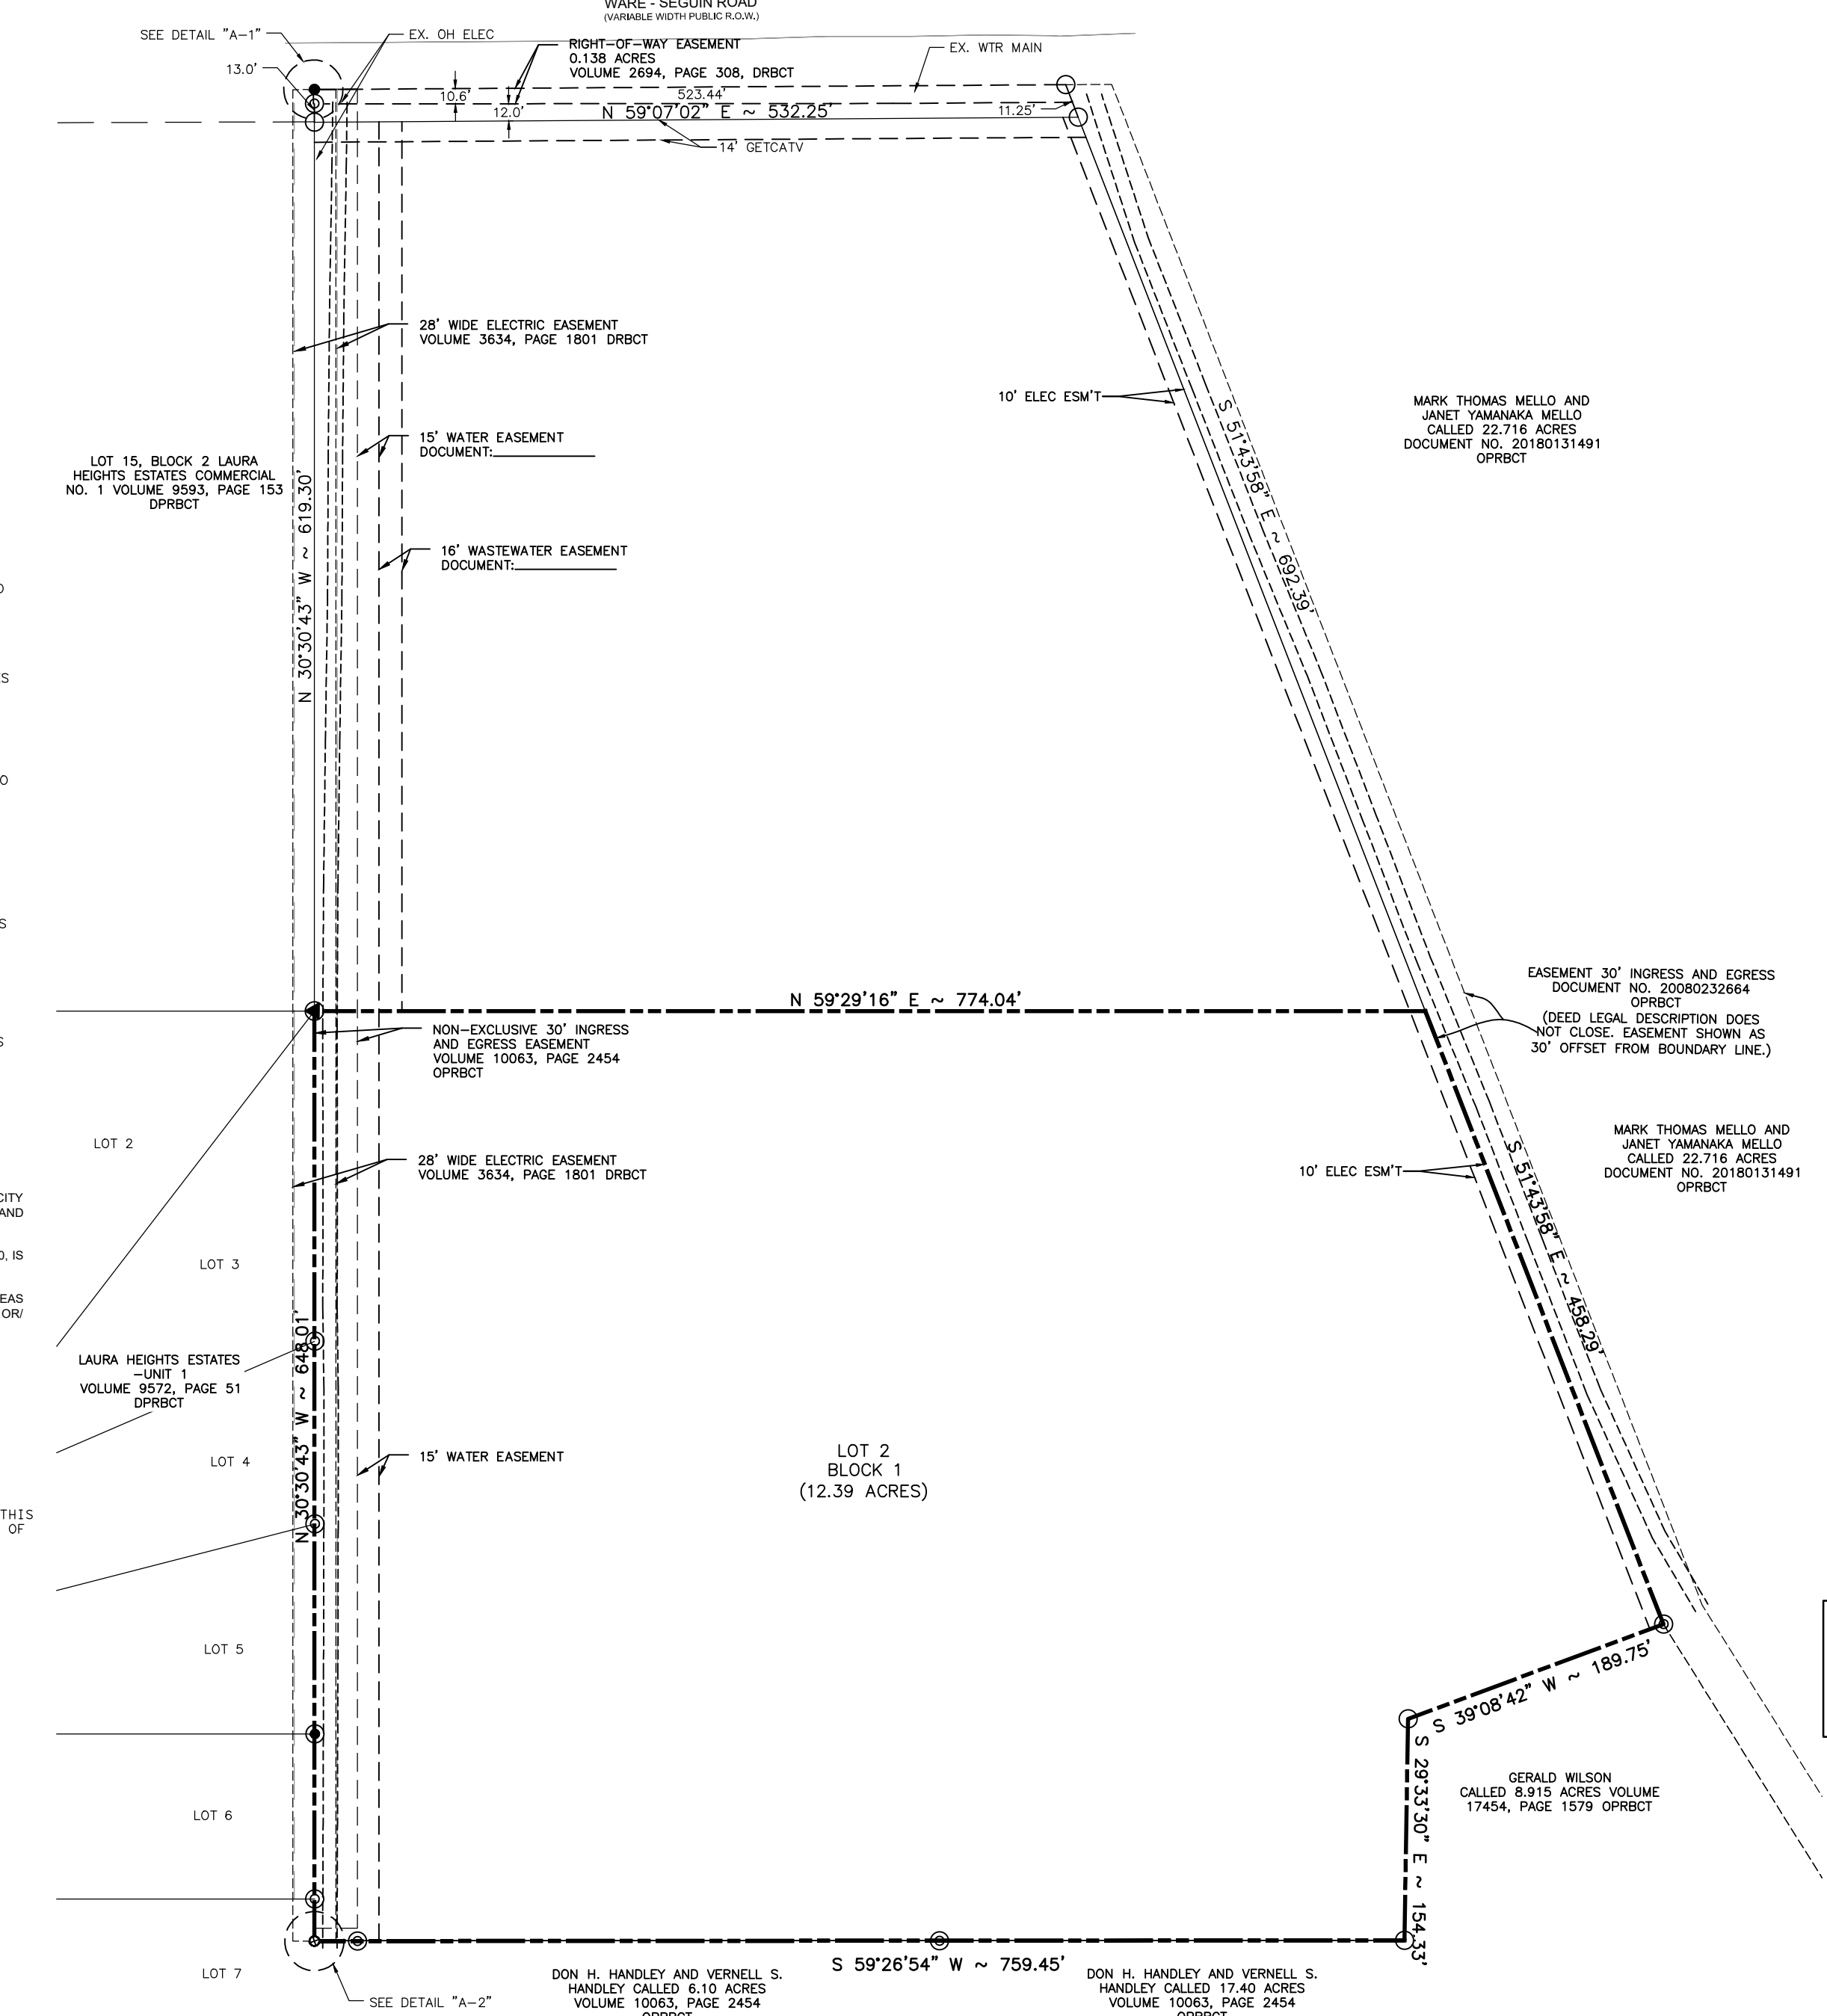 WARE - SEGUIN ROAD
(VARIABLE WIDTH PUBLIC R.O.W.)
SEE DETAIL "A-1"
EX. OH ELEC
RIGHT-OF-WAY EASEMENT
0.138 ACRES
VOLUME 2694, PAGE 308, DRBCT
EX. WTR MAIN
13.0'
10.6'
523.44'
12.0'
N 59°07'02" E ~ 532.25'
11.25'
14' GETCATV
28' WIDE ELECTRIC EASEMENT
VOLUME 3634, PAGE 1801 DRBCT
10' ELEC ESM'T
MARK THOMAS MELLO AND
JANET YAMANAKA MELLO
CALLED 22.716 ACRES
DOCUMENT NO. 20180131491
OPRBCT
S 51°43'58" E ~ 692.39'
15' WATER EASEMENT
DOCUMENT:
LOT 15, BLOCK 2 LAURA
HEIGHTS ESTATES COMMERCIAL
NO. 1 VOLUME 9593, PAGE 153
DPRBCT
N 30°30'43" W ~ 619.30'
16' WASTEWATER EASEMENT
DOCUMENT:
EASEMENT 30' INGRESS AND EGRESS
DOCUMENT NO. 20080232664
OPRBCT
(DEED LEGAL DESCRIPTION DOES
NOT CLOSE. EASEMENT SHOWN AS
30' OFFSET FROM BOUNDARY LINE.)
N 59°29'16" E ~ 774.04'
NON-EXCLUSIVE 30' INGRESS
AND EGRESS EASEMENT
VOLUME 10063, PAGE 2454
OPRBCT
LOT 2
28' WIDE ELECTRIC EASEMENT
VOLUME 3634, PAGE 1801 DRBCT
10' ELEC ESM'T
MARK THOMAS MELLO AND
JANET YAMANAKA MELLO
CALLED 22.716 ACRES
DOCUMENT NO. 20180131491
OPRBCT
S 51°43'58" E ~ 458.29'
CITY
AND
IS
LOT 3
OR/
LAURA HEIGHTS ESTATES
-UNIT 1
VOLUME 9572, PAGE 51
DPRBCT
N 30°30'43" W ~ 648.01'
LOT 4
15' WATER EASEMENT
LOT 2
BLOCK 1
(12.39 ACRES)
THIS
OF
LOT 5
S 39°08'42" W ~ 189.75'
S 29°33'30" E ~ 154.33'
GERALD WILSON
CALLED 8.915 ACRES VOLUME
17454, PAGE 1579 OPRBCT
LOT 6
S 59°26'54" W ~ 759.45'
LOT 7
SEE DETAIL "A-2"
DON H. HANDLEY AND VERNELL S.
HANDLEY CALLED 6.10 ACRES
VOLUME 10063, PAGE 2454
OPRBCT
DON H. HANDLEY AND VERNELL S.
HANDLEY CALLED 17.40 ACRES
VOLUME 10063, PAGE 2454
OPRBCT